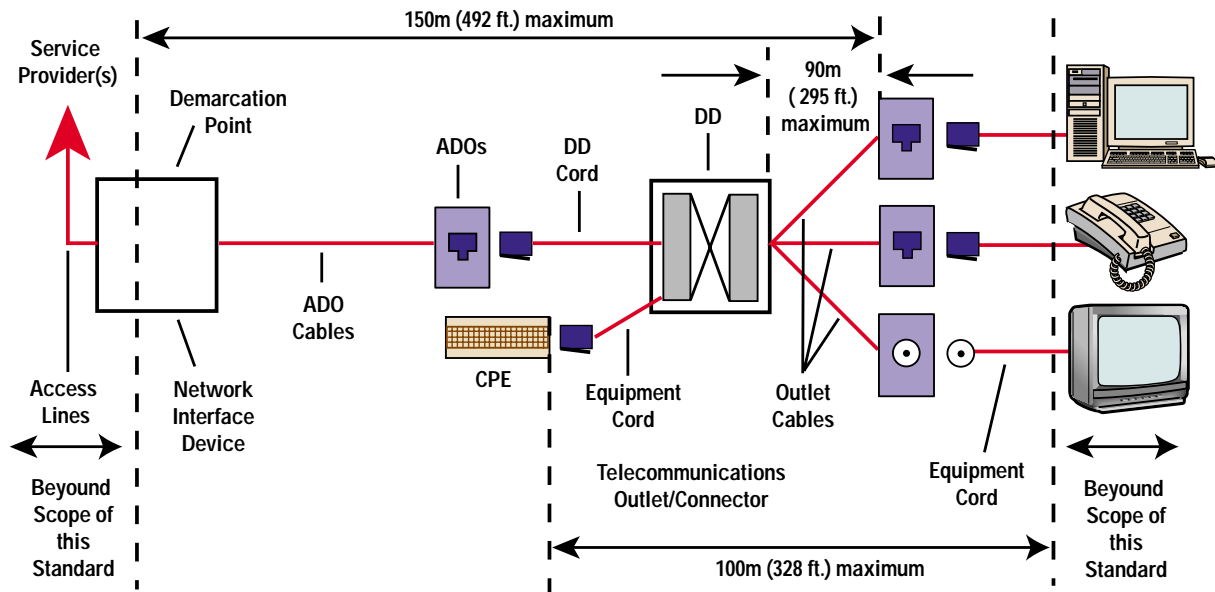 150m (492 ft.) maximum
Service
Provider(s)
Demarcation
Point
ADOs
DD
Cord
DD
90m
( 295 ft.)
maximum
ADO
Cables
CPE
Access
Lines
Network
Interface
Device
Equipment
Cord
Outlet
Cables
Telecommunications
Outlet/Connector
Equipment
Cord
Beyound
Scope of
this
Standard
Beyound
Scope of
this
Standard
100m (328 ft.) maximum